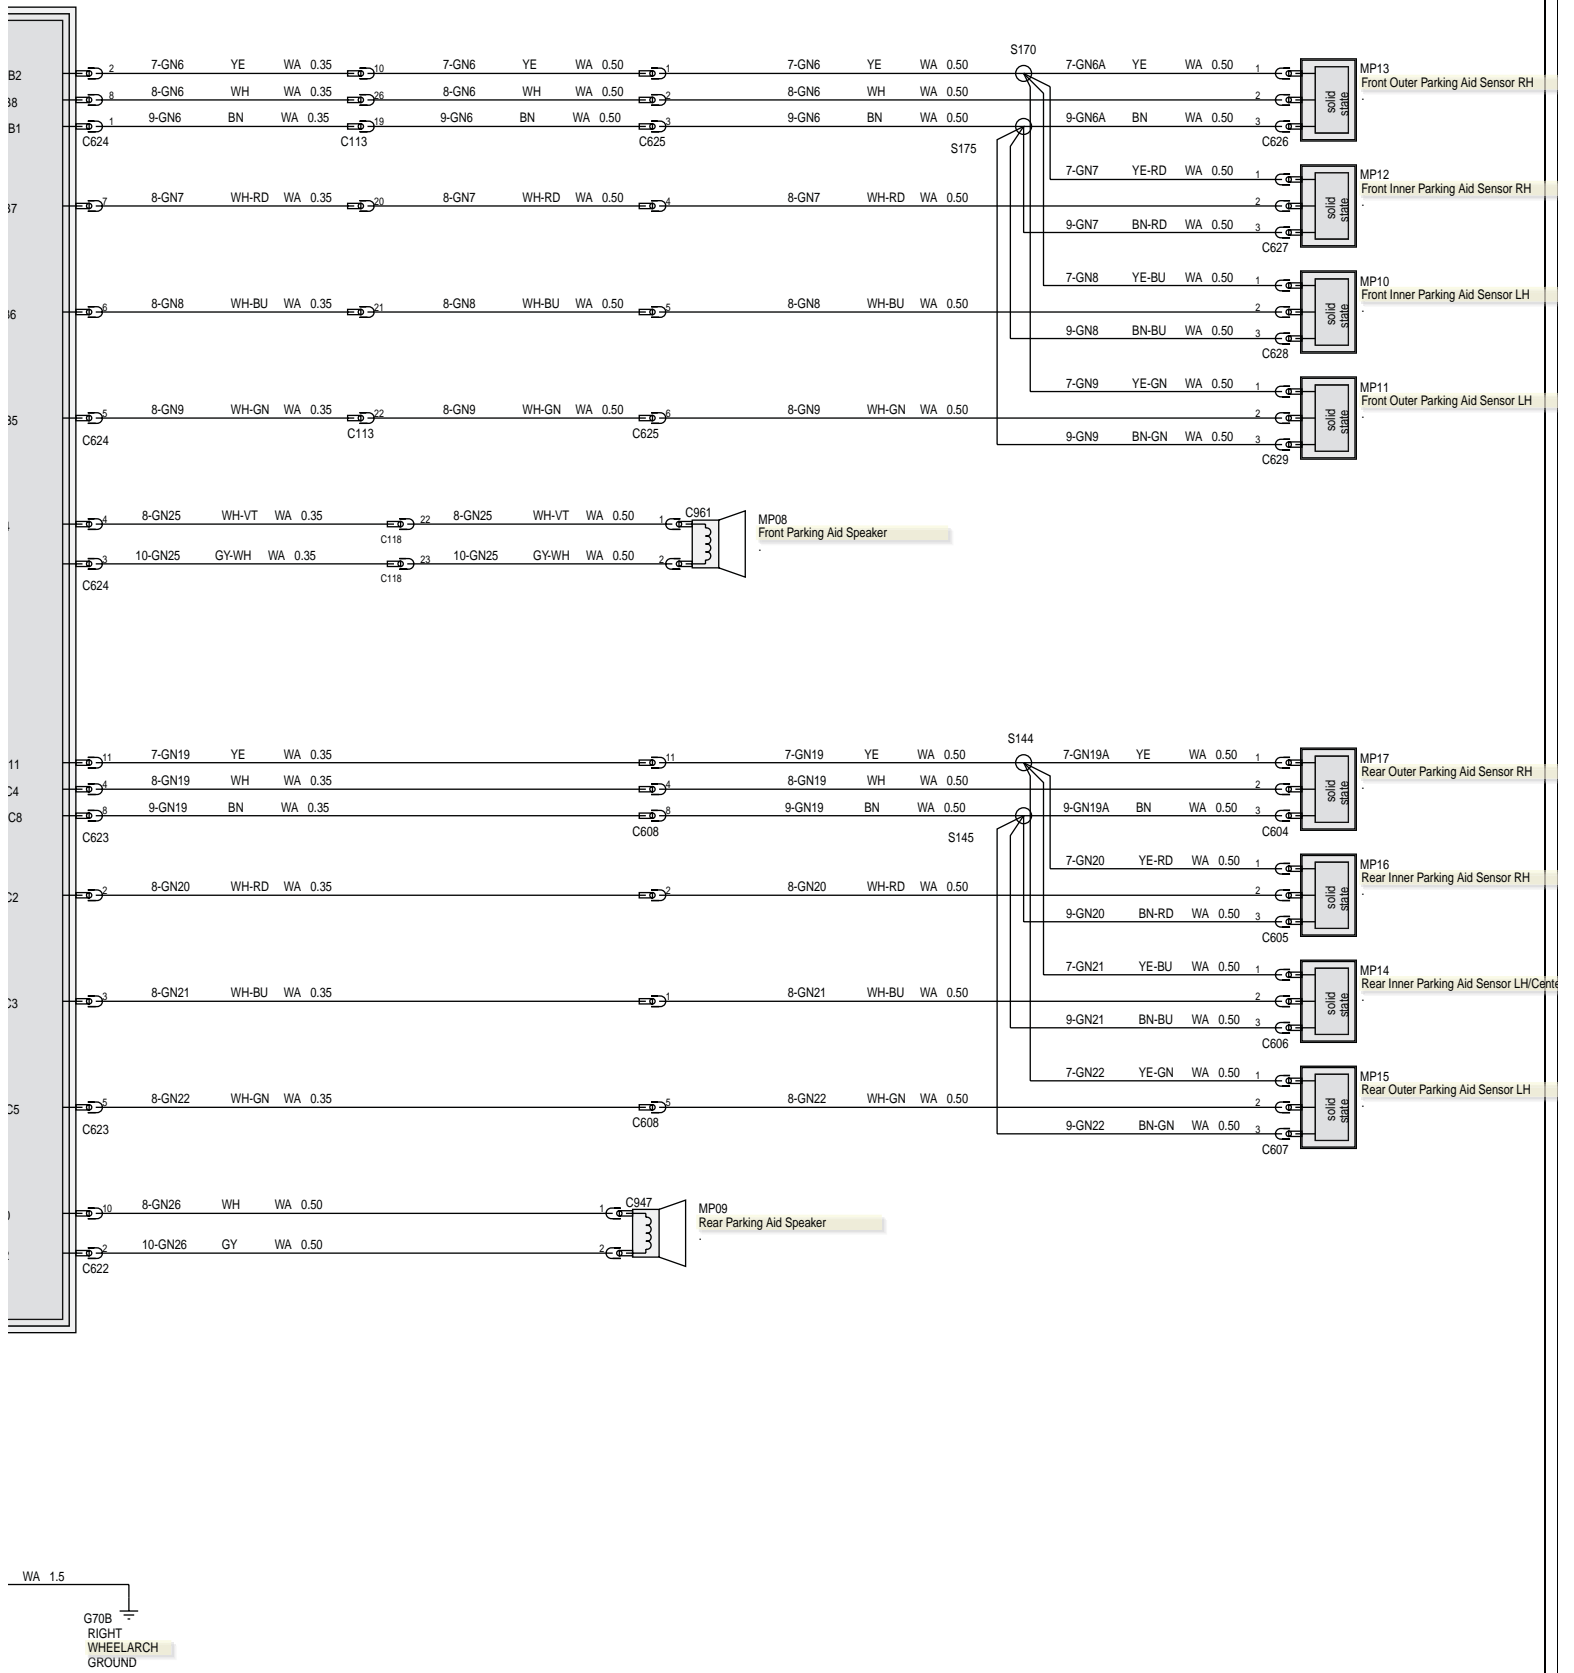 S170
B2 2 7-GN6 YE WA 0.35 10 7-GN6 YE WA 0.50 1 7-GN6 YE WA 0.50 7-GN6A YE WA 0.50 1 MP13
Front Outer Parking Aid Sensor RH
8 8-GN6 WH WA 0.35 26 8-GN6 WH WA 0.50 2 8-GN6 WH WA 0.50 2 solid state .
B1 1 9-GN6 BN WA 0.35 19 9-GN6 BN WA 0.50 3 9-GN6 BN WA 0.50 9-GN6A BN WA 0.50 3
C624 C113 C625 S175 C626
7-GN7 YE-RD WA 0.50 1 MP12
Front Inner Parking Aid Sensor RH
7 8-GN7 WH-RD WA 0.35 20 8-GN7 WH-RD WA 0.50 4 8-GN7 WH-RD WA 0.50 2 solid state .
9-GN7 BN-RD WA 0.50 3
C627
7-GN8 YE-BU WA 0.50 1 MP10
Front Inner Parking Aid Sensor LH
6 8-GN8 WH-BU WA 0.35 21 8-GN8 WH-BU WA 0.50 5 8-GN8 WH-BU WA 0.50 2 solid state .
9-GN8 BN-BU WA 0.50 3
C628
7-GN9 YE-GN WA 0.50 1 MP11
Front Outer Parking Aid Sensor LH
5 8-GN9 WH-GN WA 0.35 22 8-GN9 WH-GN WA 0.50 6 8-GN9 WH-GN WA 0.50 2 solid state .
C624 C113 C625
9-GN9 BN-GN WA 0.50 3
C629
4 8-GN25 WH-VT WA 0.35 22 8-GN25 WH-VT WA 0.50 1 C961 MP08
C118 Front Parking Aid Speaker
.
3 10-GN25 GY-WH WA 0.35 23 10-GN25 GY-WH WA 0.50 2
C624 C118
S144
11 11 7-GN19 YE WA 0.35 11 7-GN19 YE WA 0.50 7-GN19A YE WA 0.50 1 MP17
Rear Outer Parking Aid Sensor RH
C4 4 8-GN19 WH WA 0.35 4 8-GN19 WH WA 0.50 2 solid state .
C8 8 9-GN19 BN WA 0.35 8 9-GN19 BN WA 0.50 9-GN19A BN WA 0.50 3
C623 C608 S145 C604
7-GN20 YE-RD WA 0.50 1 MP16
Rear Inner Parking Aid Sensor RH
C2 2 8-GN20 WH-RD WA 0.35 2 8-GN20 WH-RD WA 0.50 2 solid state .
9-GN20 BN-RD WA 0.50 3
C605
7-GN21 YE-BU WA 0.50 1 MP14
Rear Inner Parking Aid Sensor LH/Cente
C3 3 8-GN21 WH-BU WA 0.35 1 8-GN21 WH-BU WA 0.50 2 solid state .
9-GN21 BN-BU WA 0.50 3
C606
7-GN22 YE-GN WA 0.50 1 MP15
Rear Outer Parking Aid Sensor LH
C5 5 8-GN22 WH-GN WA 0.35 5 8-GN22 WH-GN WA 0.50 2 solid state .
C623 C608
9-GN22 BN-GN WA 0.50 3
C607
10 8-GN26 WH WA 0.50 1 C947 MP09
Rear Parking Aid Speaker
.
2 10-GN26 GY WA 0.50 2
C622
WA 1.5
G70B
RIGHT
WHEELARCH
GROUND